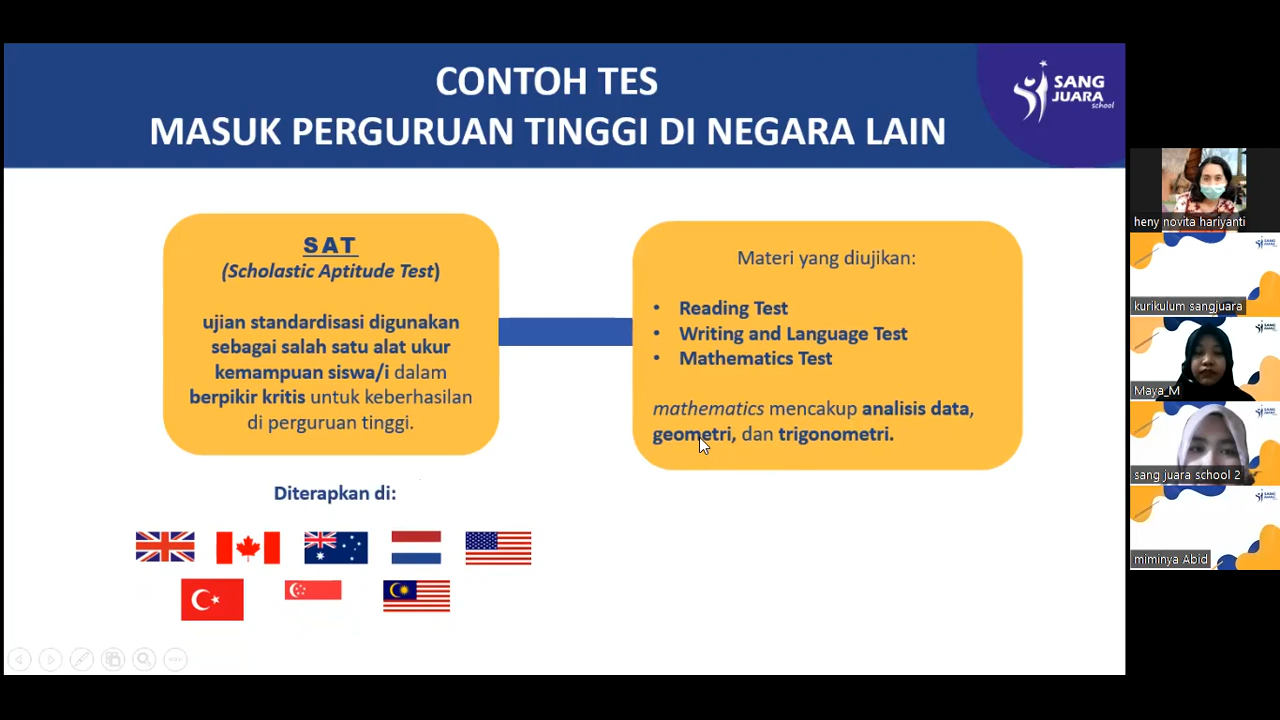 CONTOH TES
MASUK PERGURUAN TINGGI DI NEGARA LAIN
SANG
JUARA
school
SAT
(Scholastic Aptitude Test)
ujian standardisasi digunakan
sebagai salah satu alat ukur
kemampuan siswa/i dalam
berpikir kritis untuk keberhasilan
di perguruan tinggi.
Materi yang diujikan:
• Reading Test
• Writing and Language Test
• Mathematics Test
mathematics mencakup analisis data,
geometri, dan trigonometri.
Diterapkan di:
heny novita hariyanti
kurikulum sangjuara
Maya_M
sang juara school 2
miminya Abid